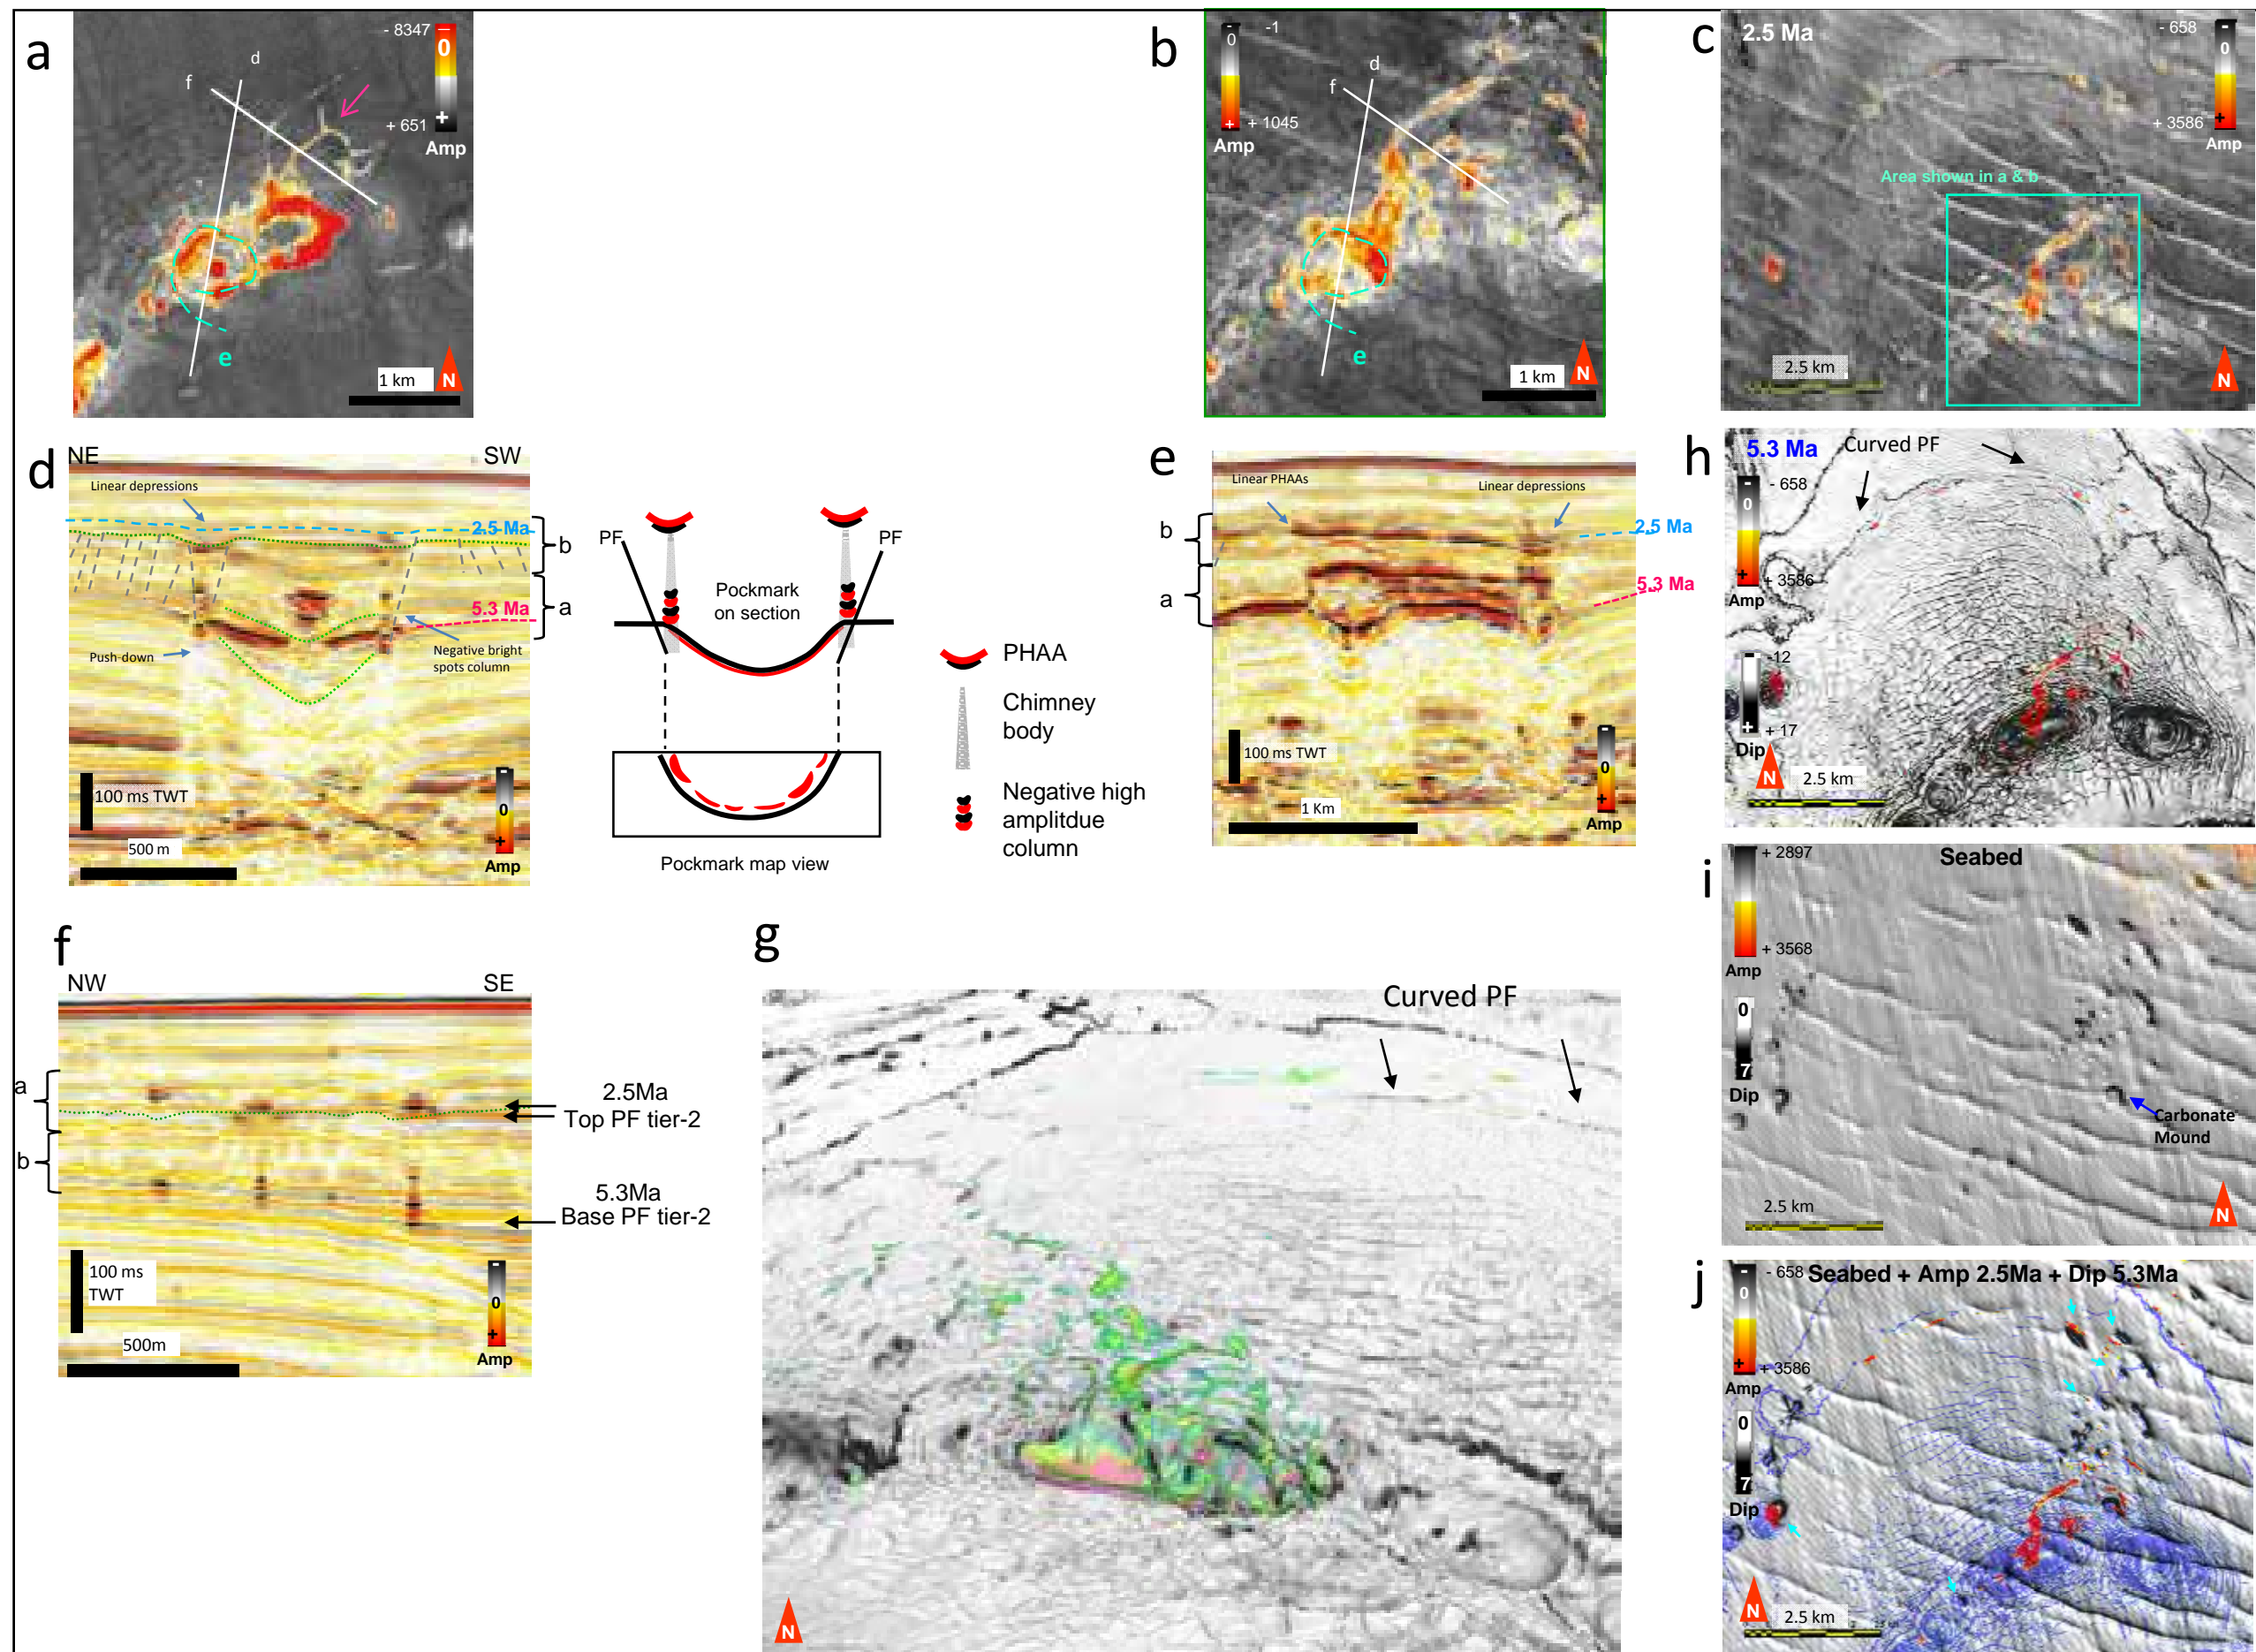 a
d
f
- 8347
0
+
+ 651
Amp
e
1 km
N
b
d
f
-
0
-1
+
+ 1045
Amp
e
1 km
N
c
2.5 Ma
- 658
-
0
+
+ 3586
Amp
Area shown in a & b
2.5 km
N
d
NE
SW
Linear depressions
2.5 Ma
b
5.3 Ma
a
Push-down
Negative bright
spots column
100 ms TWT
500 m
-
0
+
Amp
PF
PF
Pockmark
on section
Pockmark map view
PHAA
Chimney
body
Negative high
amplitdue
column
e
Linear PHAAs
Linear depressions
b
a
2.5 Ma
5.3 Ma
100 ms TWT
1 Km
-
0
+
Amp
h
5.3 Ma
Curved PF
-
- 658
0
+
+ 3586
Amp
-12
+
+ 17
Dip
N
2.5 km
i
Seabed
+ 2897
+ 3568
Amp
0
7
Dip
Carbonate
Mound
2.5 km
N
f
NW
SE
a
b
2.5Ma
Top PF tier-2
5.3Ma
Base PF tier-2
100 ms
TWT
500m
-
0
+
Amp
g
Curved PF
N
j
Seabed + Amp 2.5Ma + Dip 5.3Ma
-
- 658
0
+
+ 3586
Amp
0
7
Dip
N
2.5 km